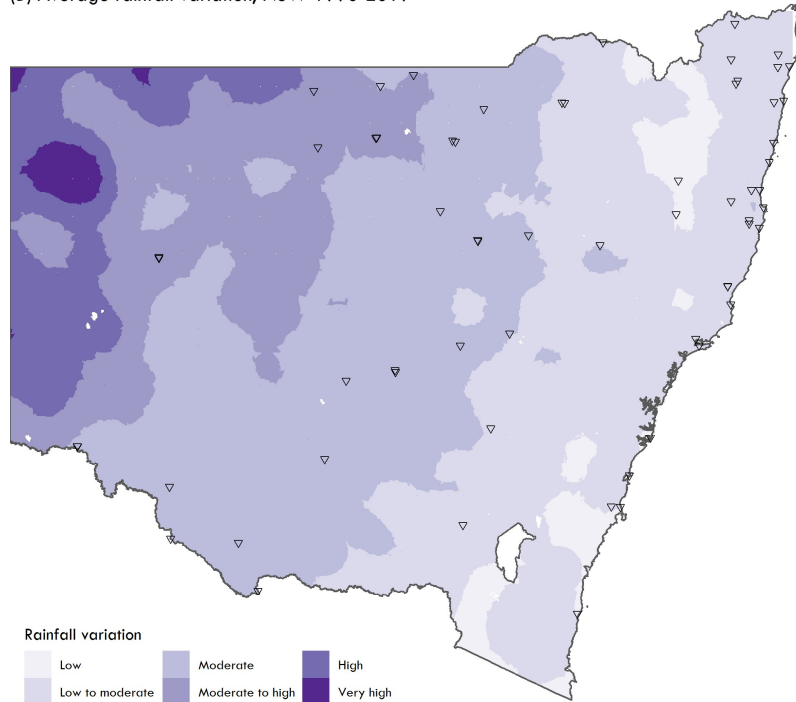 Rainfall variation
Low
Moderate
High
Low to moderate
Moderate to high
Very high